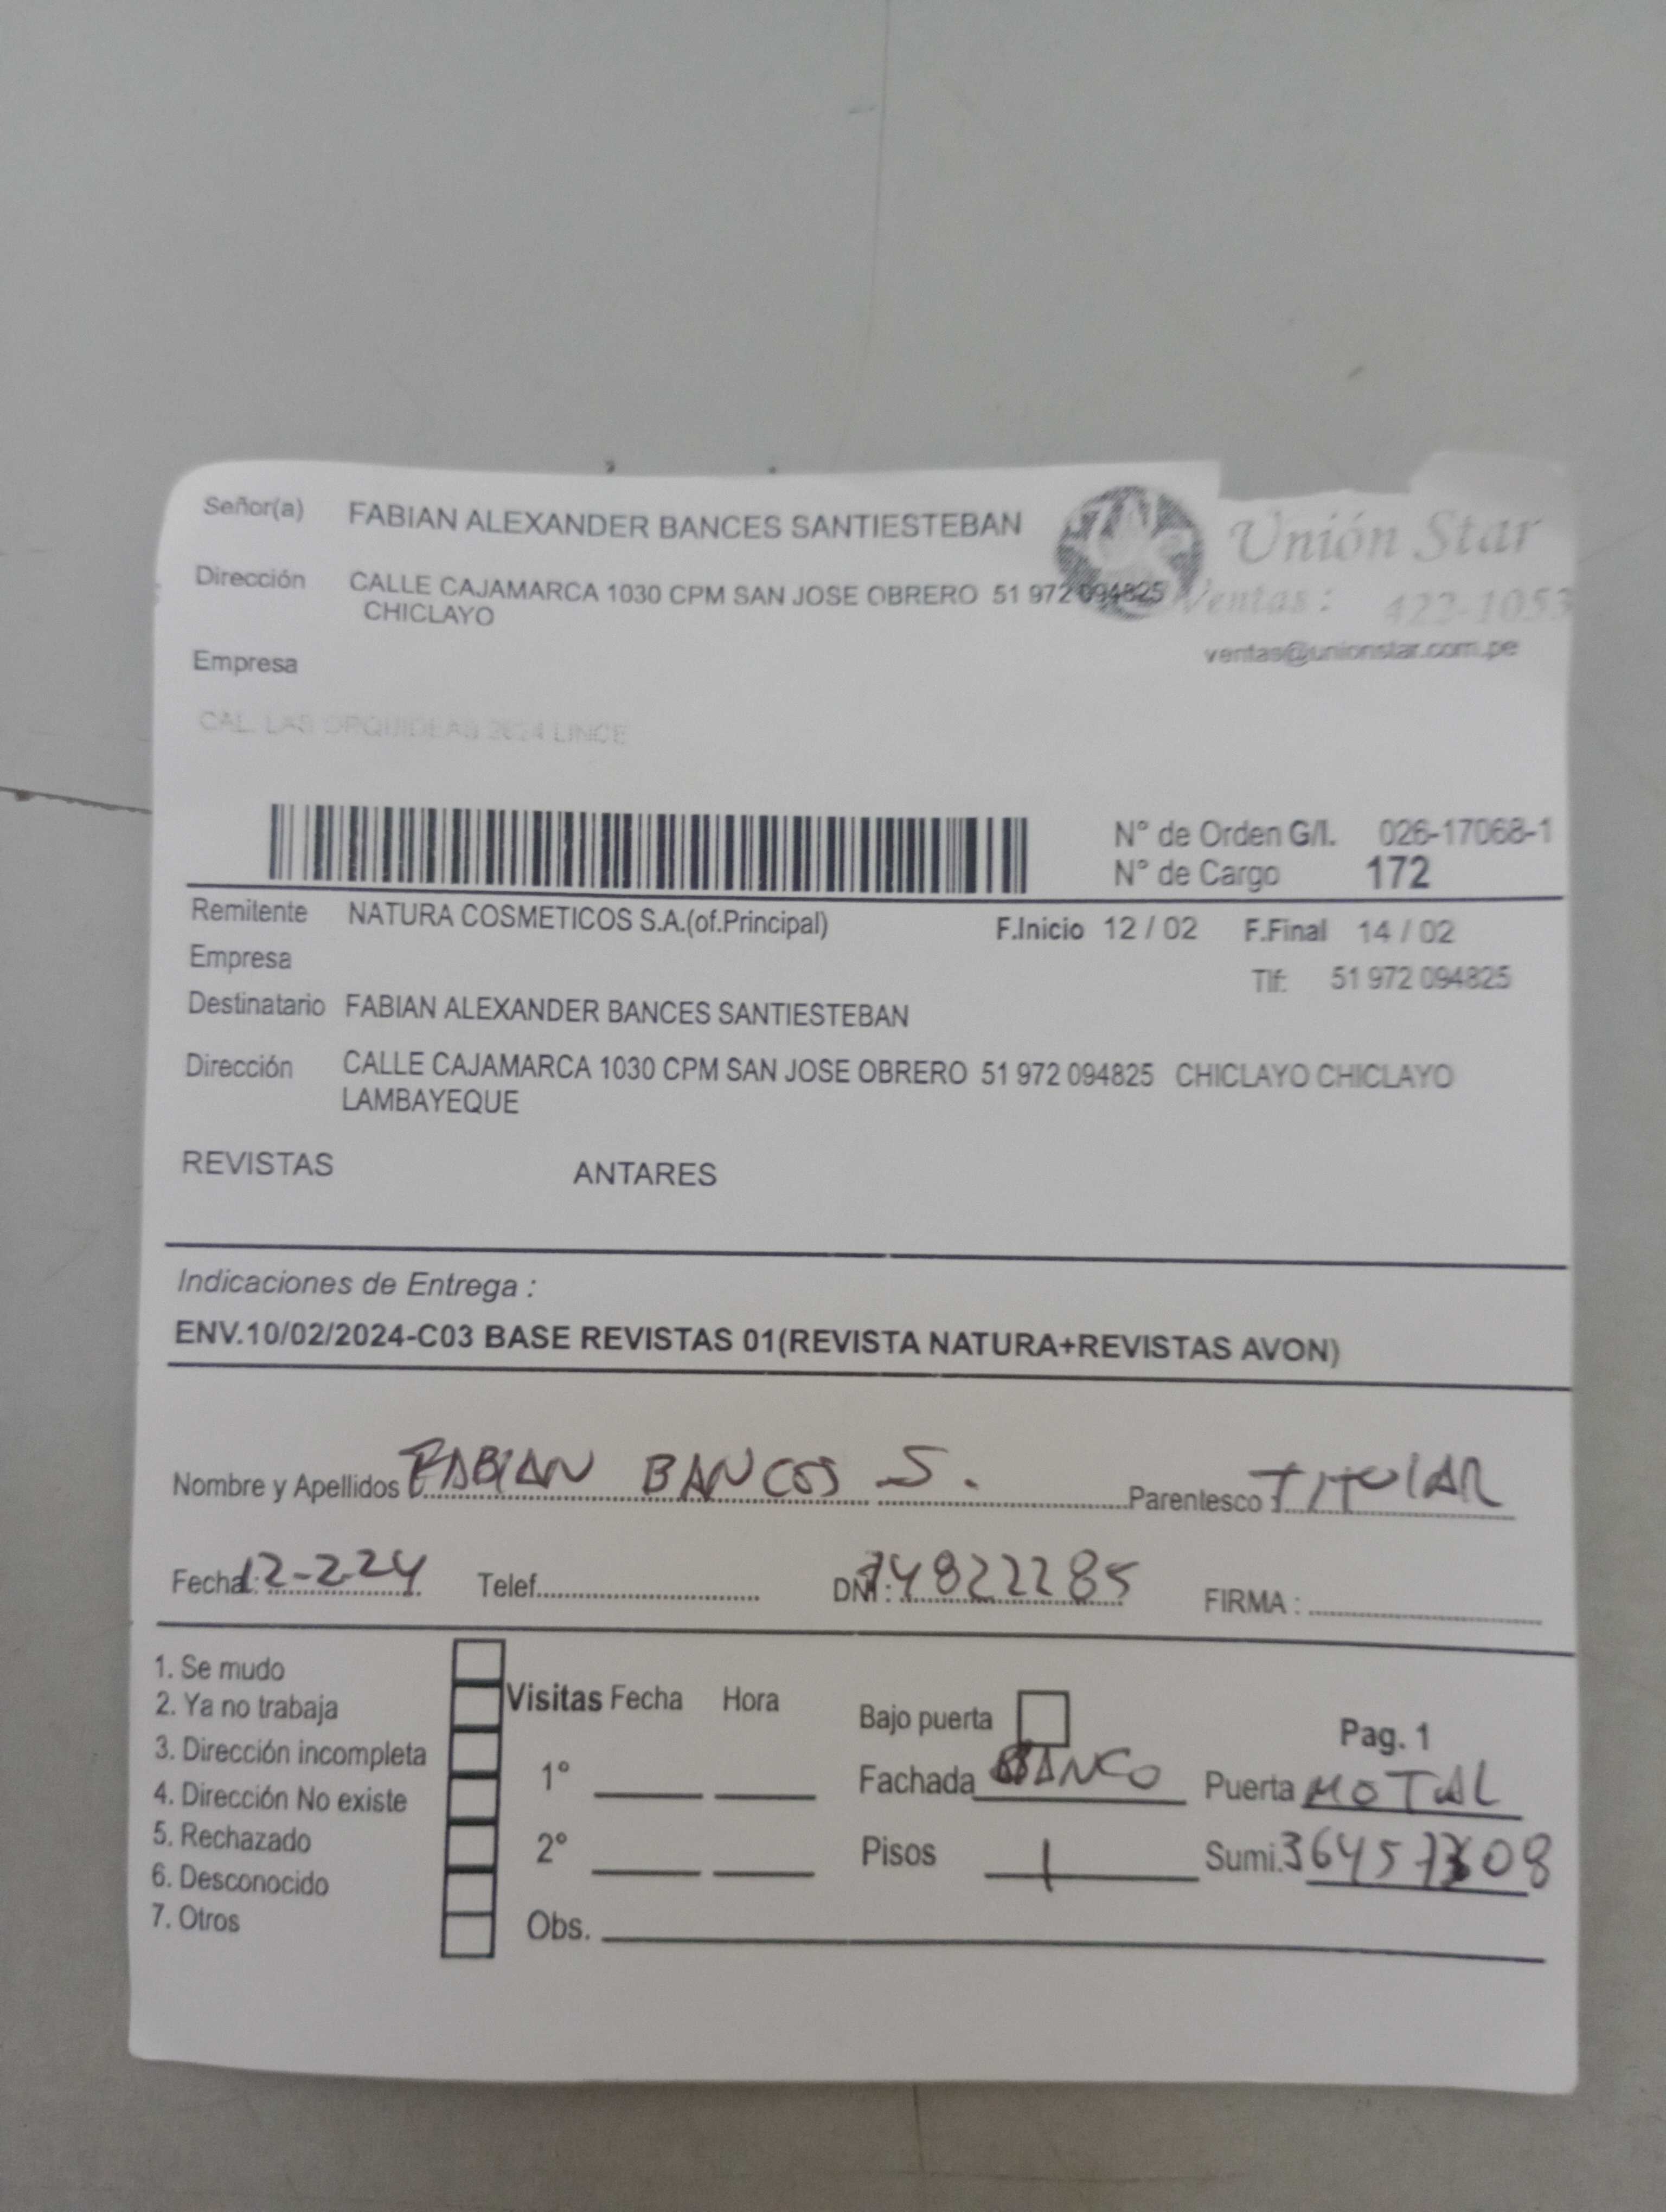 Señor(a) FABIAN ALEXANDER BANCES SANTIESTEBAN
Unión Star
Dirección CALLE CAJAMARCA 1030 CPM SAN JOSE OBRERO 51 972 094825
Ventas: 422-1053
CHICLAYO
ventas@unionstar.com.pe
Empresa
CAL. LAS ORQUIDEAS 2624 LINCE
N° de Orden G/I. 026-17068-1
N° de Cargo 172
Remitente NATURA COSMETICOS S.A.(of.Principal) F.Inicio 12 / 02 F.Final 14 / 02
Empresa
Tlf: 51 972 094825
Destinatario FABIAN ALEXANDER BANCES SANTIESTEBAN
Dirección CALLE CAJAMARCA 1030 CPM SAN JOSE OBRERO 51 972 094825 CHICLAYO CHICLAYO
LAMBAYEQUE
REVISTAS ANTARES
Indicaciones de Entrega :
ENV.10/02/2024-C03 BASE REVISTAS 01(REVISTA NATURA+REVISTAS AVON)
Nombre y Apellidos FABIAN BANCOS S. Parentesco : TITULAR
Fecha: 12-2-24 Telef. DNI : 74822285 FIRMA :
1. Se mudo
2. Ya no trabaja
3. Dirección incompleta
4. Dirección No existe
5. Rechazado
6. Desconocido
7. Otros
Visitas Fecha Hora
1°
2°
Obs.
Bajo puerta
Pag. 1
Fachada Puerta
Pisos 1 Sumi.